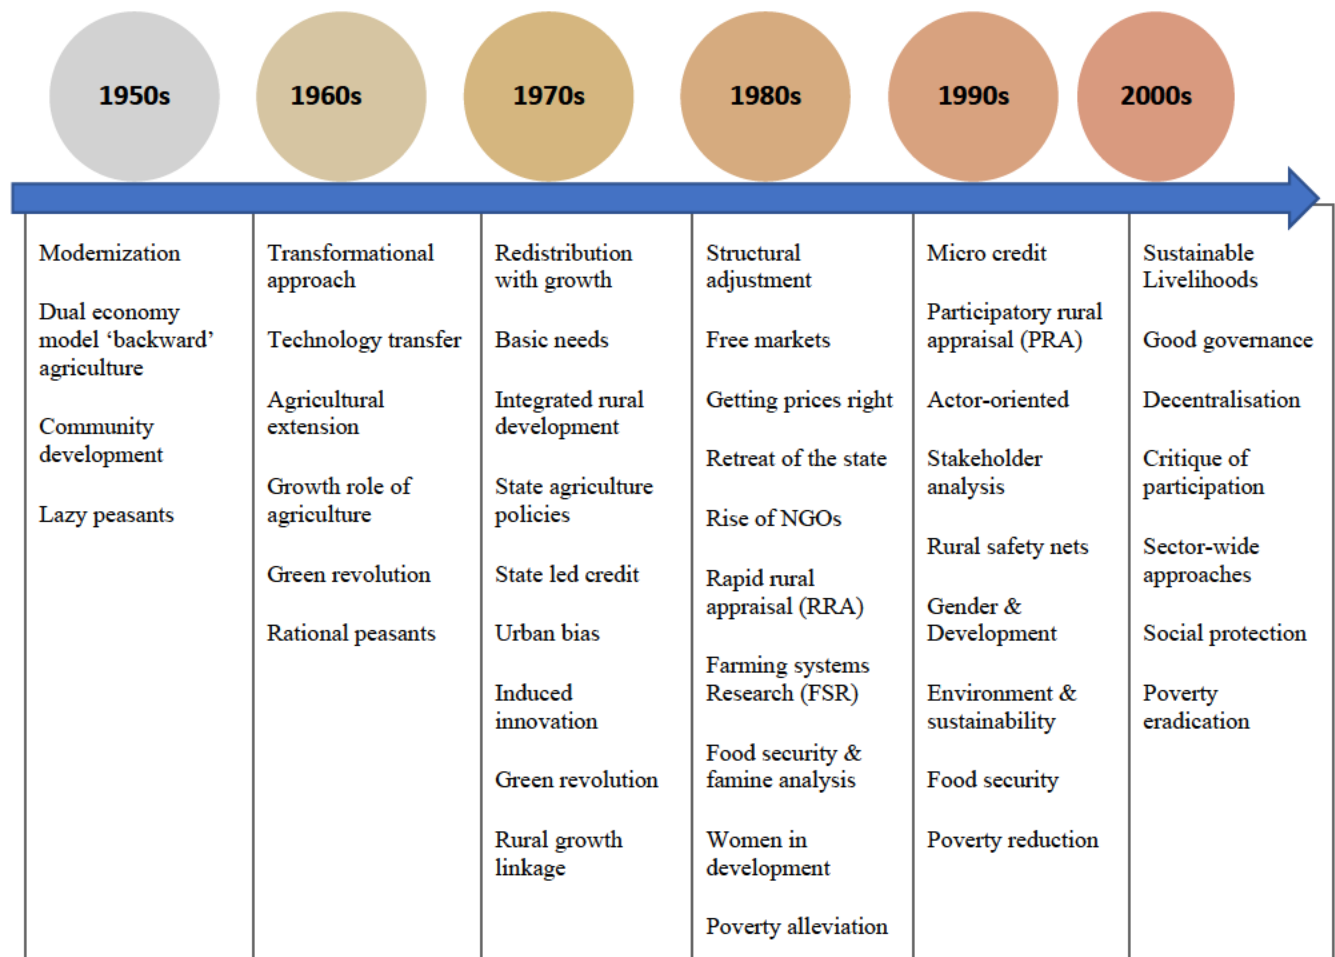 1950s
1960s
1970s
1980s
1990s
2000s
Modernization
Dual economy
model ‘backward’
agriculture
Community
development
Lazy peasants
Transformational
approach
Technology transfer
Agricultural
extension
Growth role of
agriculture
Green revolution
Rational peasants
Redistribution
with growth
Basic needs
Integrated rural
development
State agriculture
policies
State led credit
Urban bias
Induced
innovation
Green revolution
Rural growth
linkage
Structural
adjustment
Free markets
Getting prices right
Retreat of the state
Rise of NGOs
Rapid rural
appraisal (RRA)
Farming systems
Research (FSR)
Food security &
famine analysis
Women in
development
Poverty alleviation
Micro credit
Participatory rural
appraisal (PRA)
Actor-oriented
Stakeholder
analysis
Rural safety nets
Gender &
Development
Environment &
sustainability
Food security
Poverty reduction
Sustainable
Livelihoods
Good governance
Decentralisation
Critique of
participation
Sector-wide
approaches
Social protection
Poverty
eradication